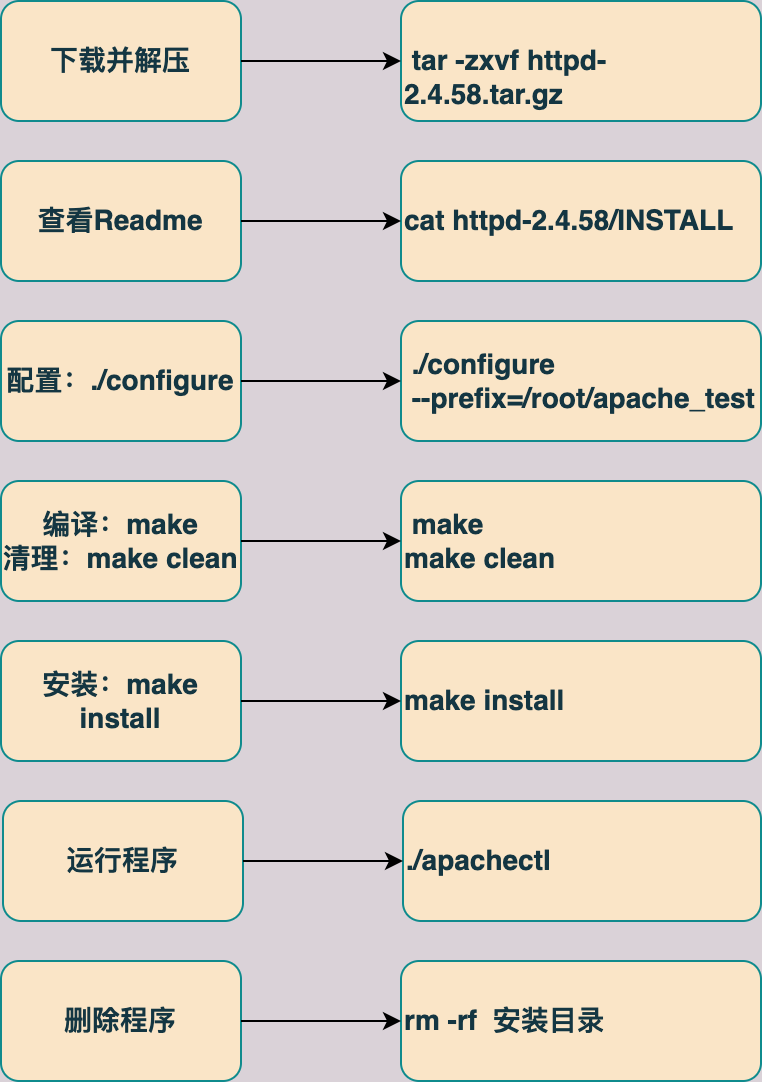 下载并解压
tar -zxvf httpd-
2.4.58.tar.gz
查看Readme
cat httpd-2.4.58/INSTALL
配置：./configure
./configure
--prefix=/root/apache_test
编译：make
清理：make clean
make
make clean
安装：make
install
make install
运行程序
./apachectl
删除程序
rm -rf  安装目录